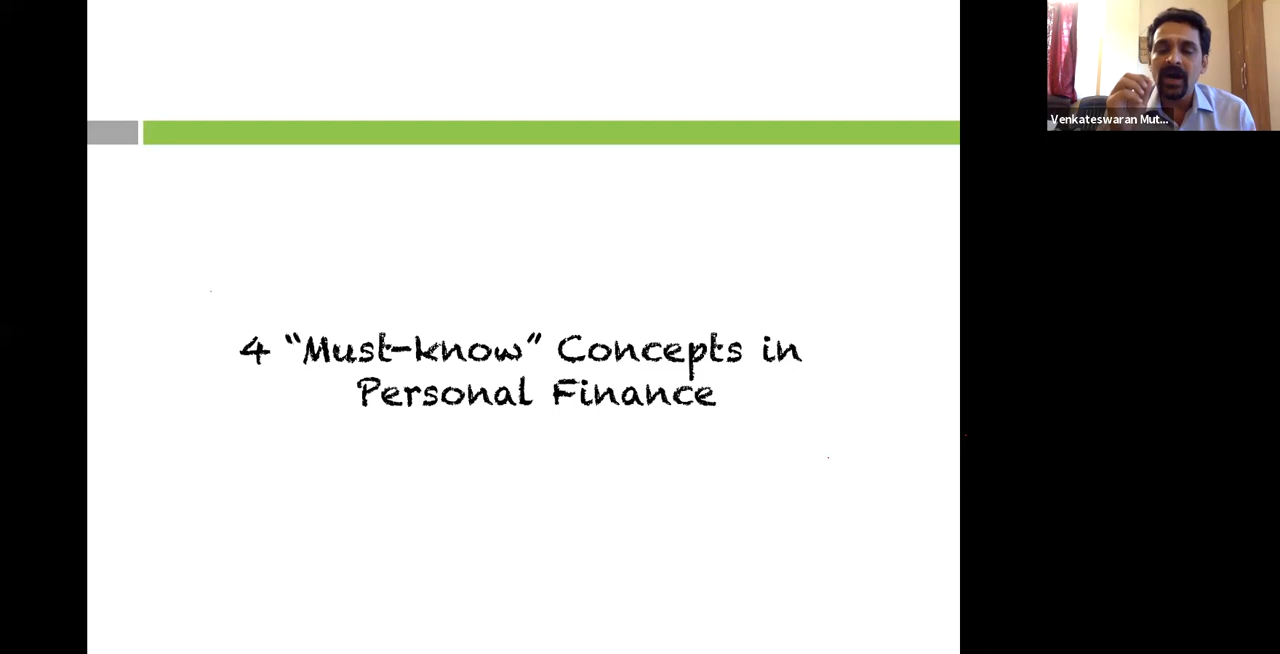 4 “Must-know” Concepts in
Personal Finance
Venkateswaran Mut...